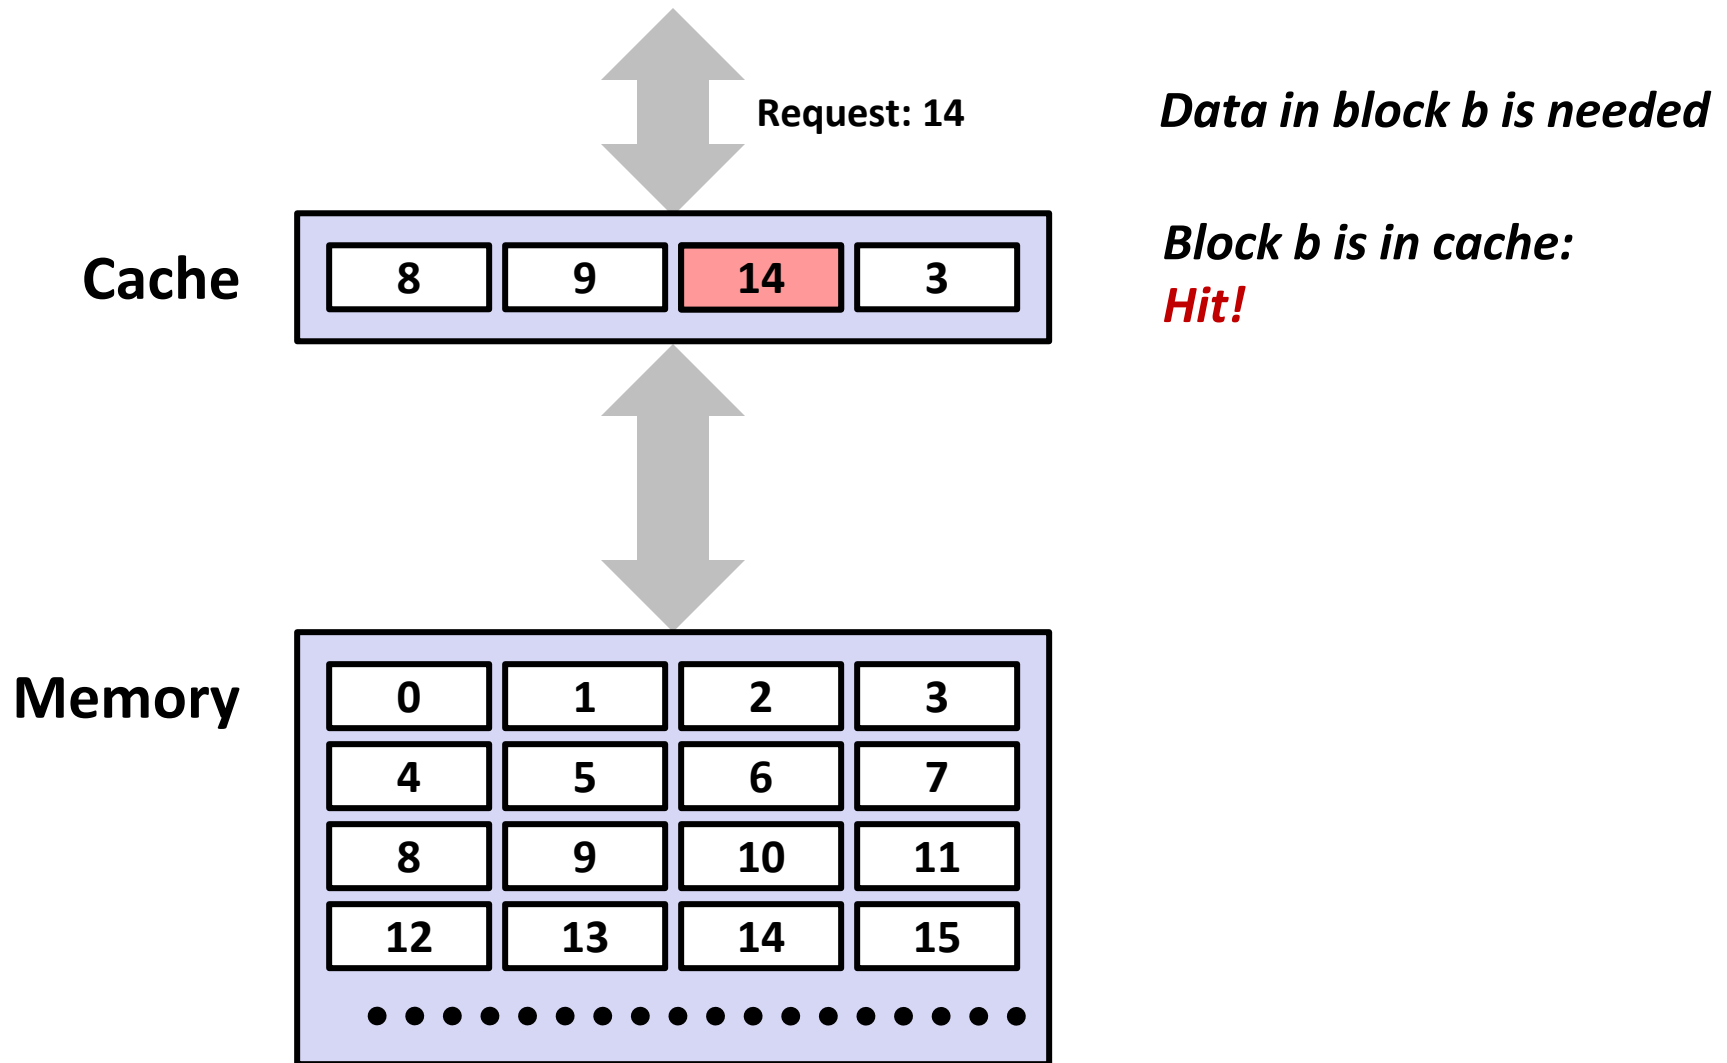 Request: 14
Data in block b is needed
Cache
8 9 14 3
Block b is in cache:
Hit!
Memory
0 1 2 3
4 5 6 7
8 9 10 11
12 13 14 15